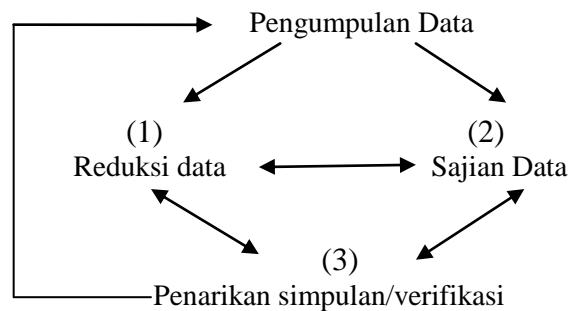 Pengumpulan Data
(1)
Reduksi data
(2)
Sajian Data
(3)
Penarikan simpulan/verifikasi